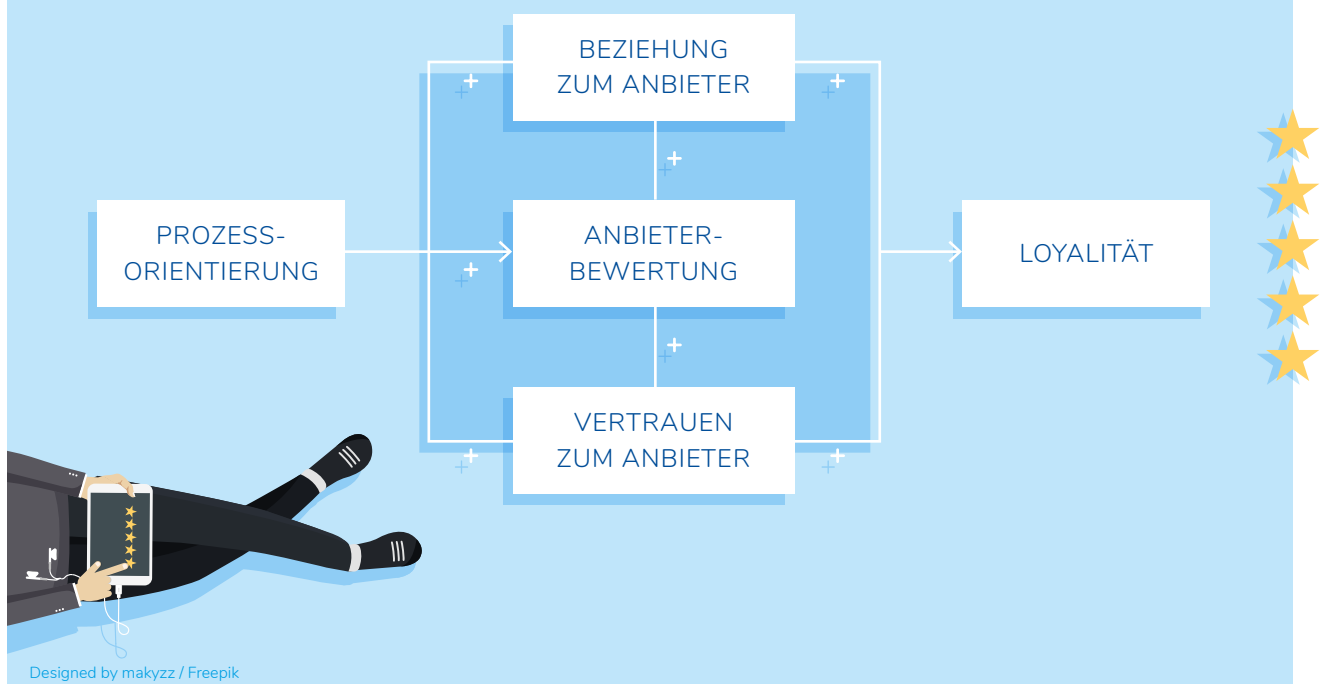 BEZIEHUNG
ZUM ANBIETER
PROZESS-
ORIENTIERUNG
ANBIETER-
BEWERTUNG
LOYALITÄT
VERTRAUEN
ZUM ANBIETER
Designed by makyzz / Freepik